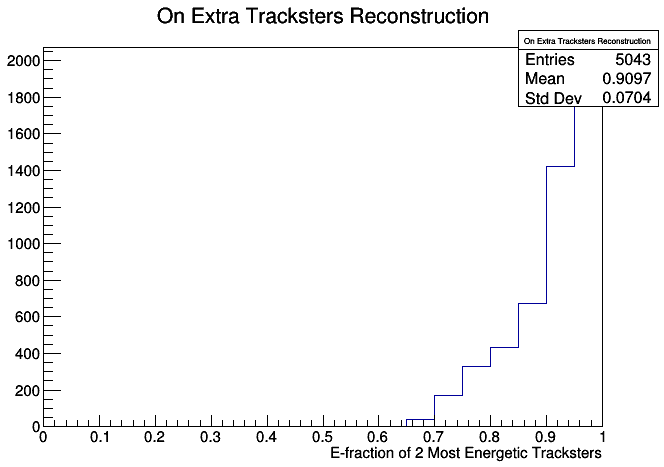 On Extra Tracksters Reconstruction
On Extra Tracksters Reconstruction
Entries 5043
Mean 0.9097
Std Dev 0.0704
2000
1800
1600
1400
1200
1000
800
600
400
200
0
0 0.1 0.2 0.3 0.4 0.5 0.6 0.7 0.8 0.9 1
E-fraction of 2 Most Energetic Tracksters